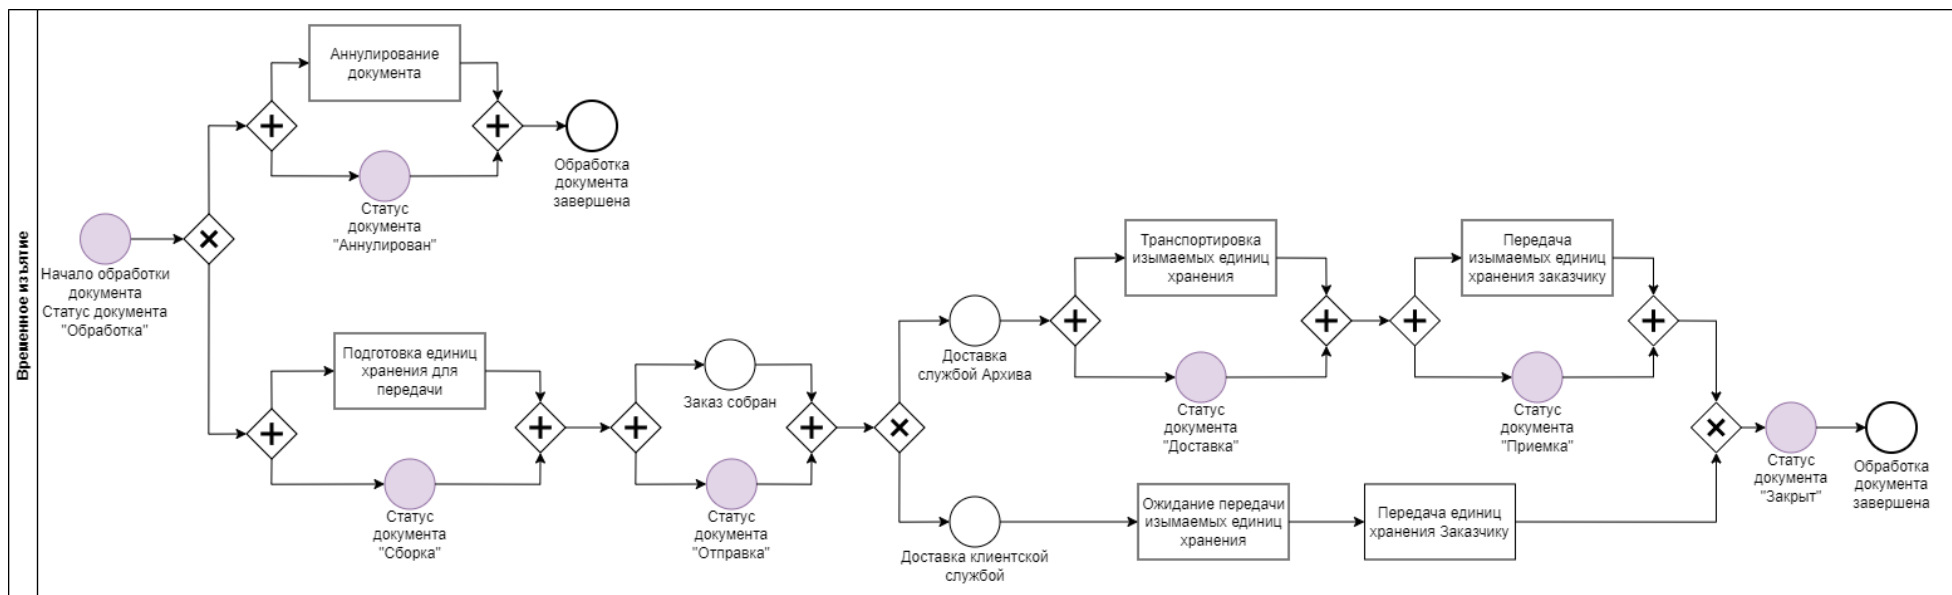 Временное изъятие
Начало обработки
документа
Статус документа
"Обработка"
Аннулирование
документа
Статус
документа
"Аннулирован"
Обработка
документа
завершена
Подготовка единиц
хранения для
передачи
Статус
документа
"Сборка"
Заказ собран
Статус
документа
"Отправка"
Доставка
службой Архива
Транспортировка
изымаемых единиц
хранения
Статус
документа
"Доставка"
Передача
изымаемых единиц
хранения заказчику
Статус
документа
"Приемка"
Доставка клиентской
службой
Ожидание передачи
изымаемых единиц
хранения
Передача единиц
хранения Заказчику
Статус
документа
"Закрыт"
Обработка
документа
завершена